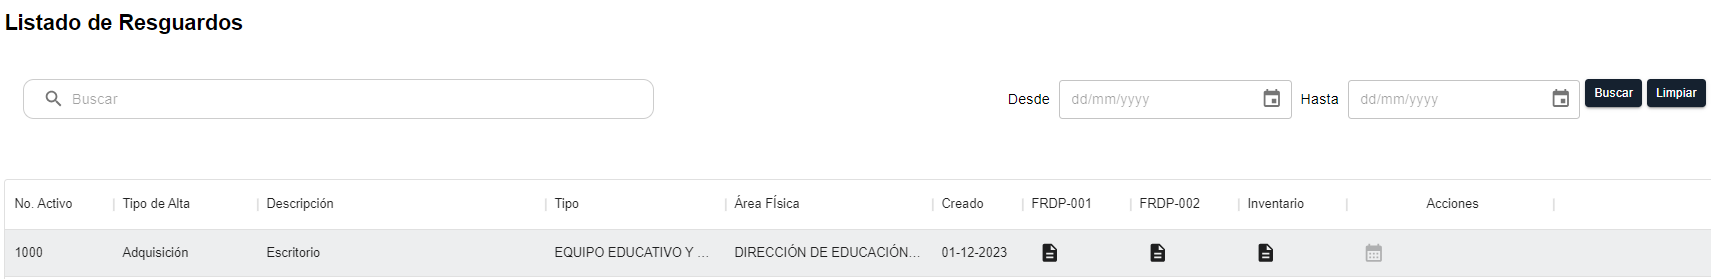 Listado de Resguardos
Buscar Desde dd/mm/yyyy Hasta dd/mm/yyyy Buscar Limpiar
No. Activo Tipo de Alta Descripción Tipo Área FÍsica Creado FRDP-001 FRDP-002 Inventario Acciones
1000 Adquisición Escritorio EQUIPO EDUCATIVO Y ... DIRECCIÓN DE EDUCACIÓN... 01-12-2023